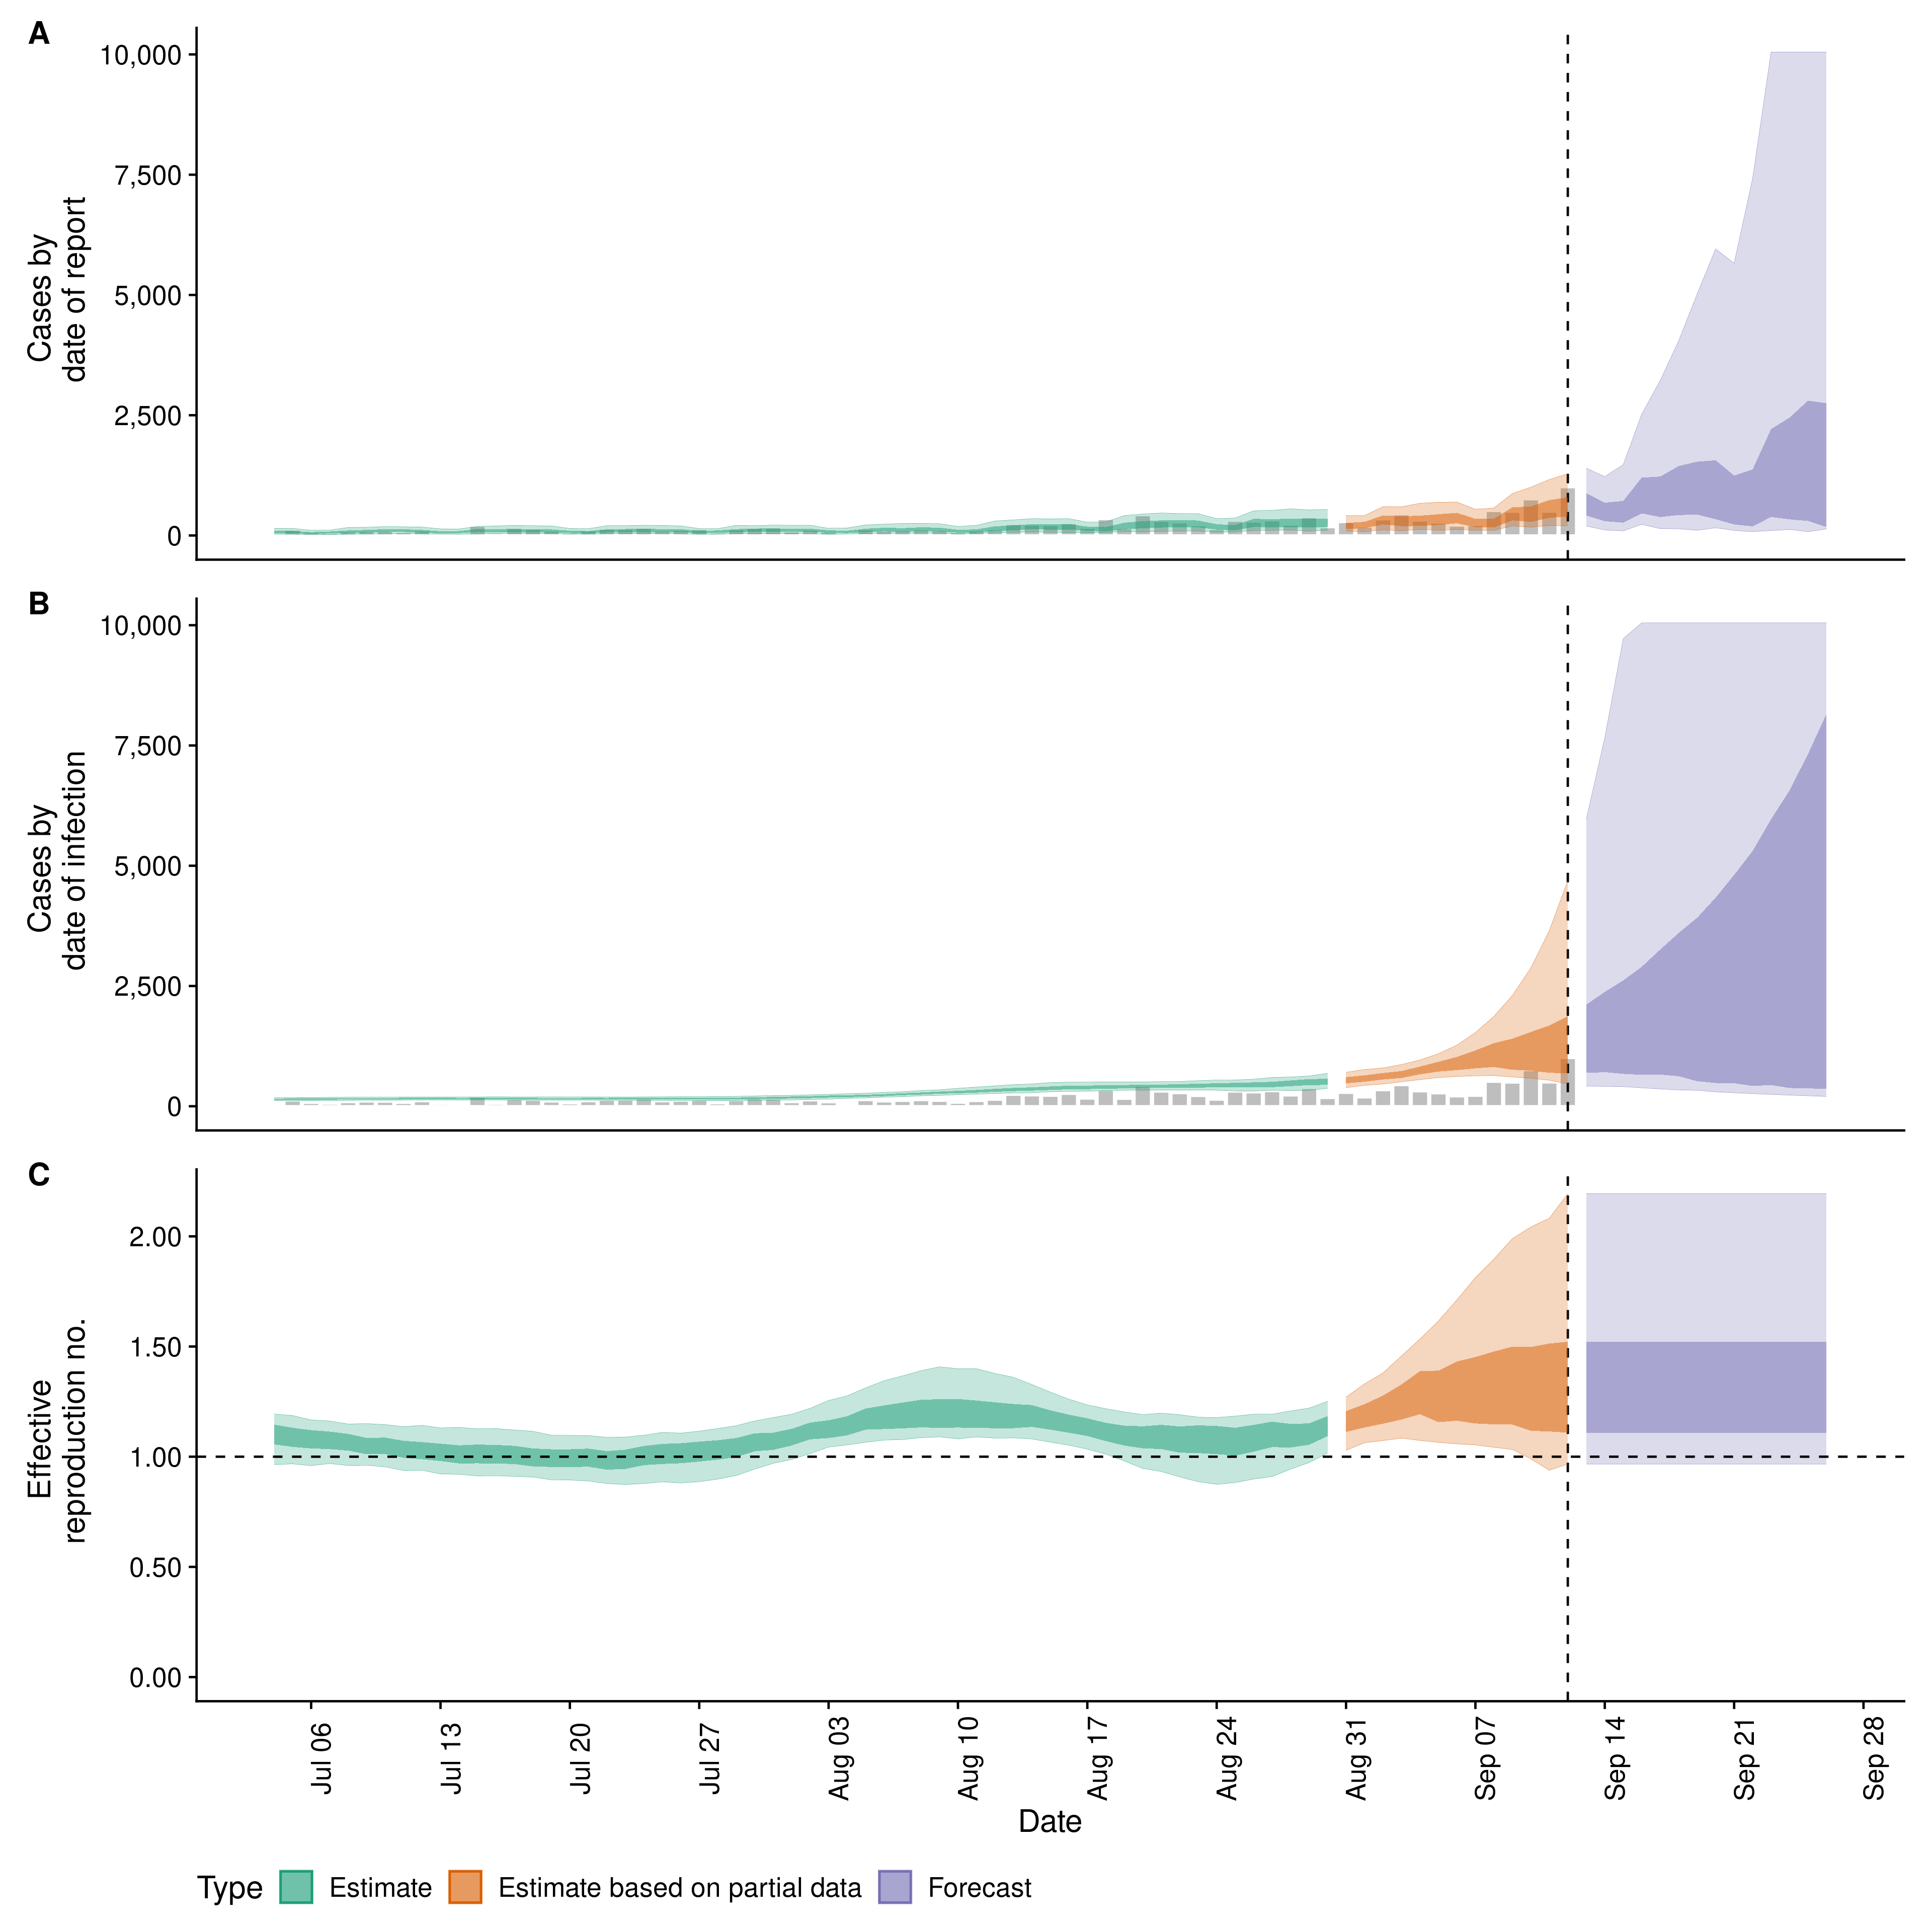 A
10,000
7,500
5,000
2,500
0
Cases by
date of report
B
10,000
7,500
5,000
2,500
0
Cases by
date of infection
C
2.00
1.50
1.00
0.50
0.00
Effective
reproduction no.
Jul 06
Jul 13
Jul 20
Jul 27
Aug 03
Aug 10
Aug 17
Aug 24
Aug 31
Sep 07
Sep 14
Sep 21
Sep 28
Date
Type Estimate Estimate based on partial data Forecast